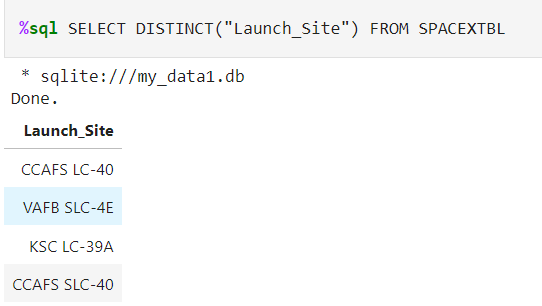 %sql SELECT DISTINCT("Launch_Site") FROM SPACEXTBL
* sqlite:///my_data1.db
Done.
Launch_Site
CCAFS LC-40
VAFB SLC-4E
KSC LC-39A
CCAFS SLC-40